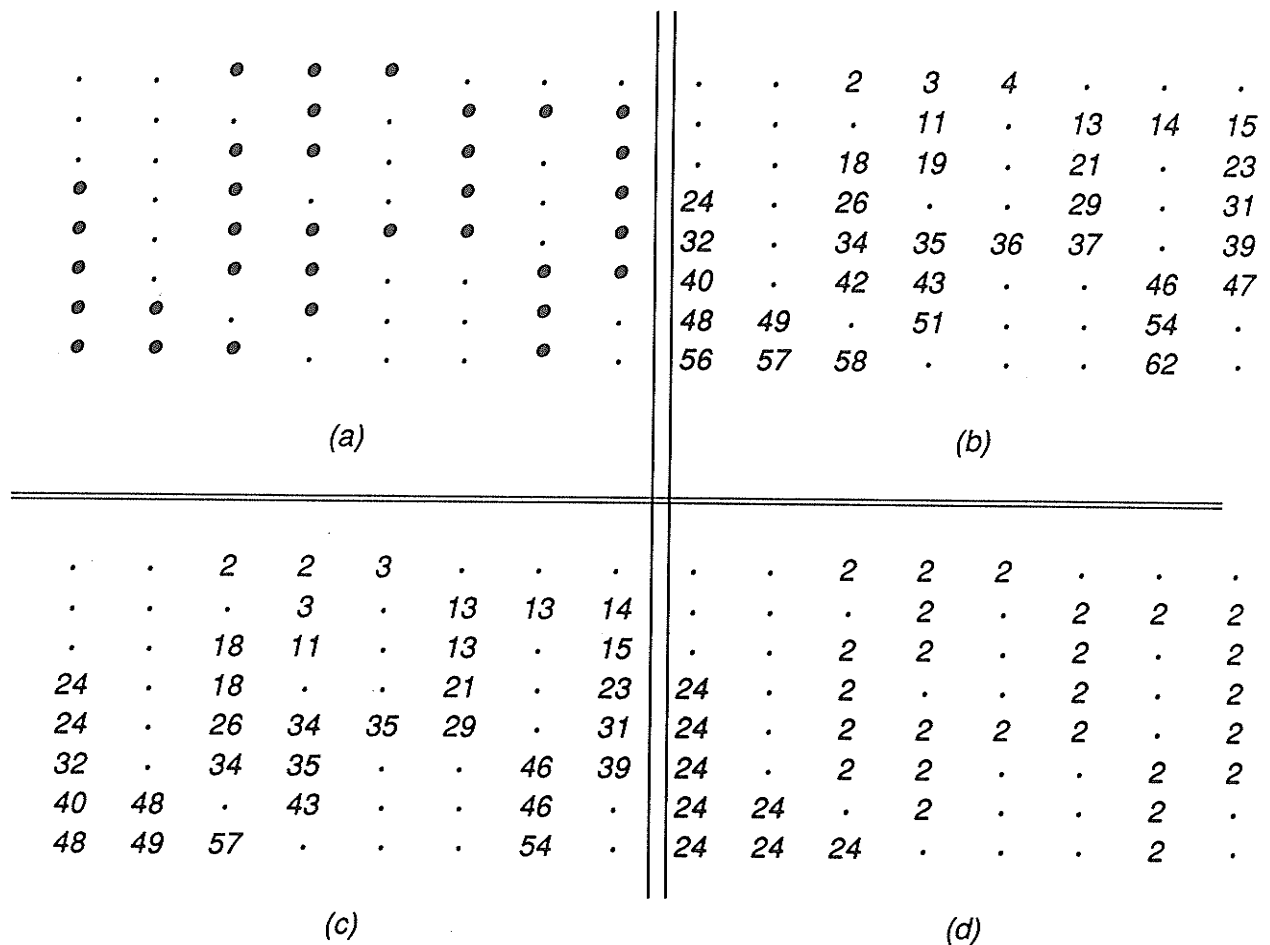 . . . . . . . .
. . . . . . . .
. . . . . . . .
. . . . . . . .
. . . . . . . .
. . . . . . . .
. . . . . . . .
. . . . . . . .
(a)
. . 2 3 4 . . .
. . . 11 . 13 14 15
. . 18 19 . 21 . 23
24 . 26 . . 29 . 31
32 . 34 35 36 37 . 39
40 . 42 43 . . 46 47
48 49 . 51 . . 54 .
56 57 58 . . . 62 .
(b)
. . 2 2 3 . . .
. . . 3 . 13 13 14
. . 18 11 . 13 . 15
24 . 18 . . 21 . 23
24 . 26 34 35 29 . 31
32 . 34 35 . . 46 39
40 48 . 43 . . 46 .
48 49 57 . . . 54 .
(c)
. . 2 2 2 . . .
. . . 2 . 2 2 2
. . 2 2 . 2 . 2
24 . 2 . . 2 . 2
24 . 2 2 2 2 . 2
24 . 2 2 . . 2 2
24 24 . 2 . . 2 .
24 24 24 . . . 2 .
(d)